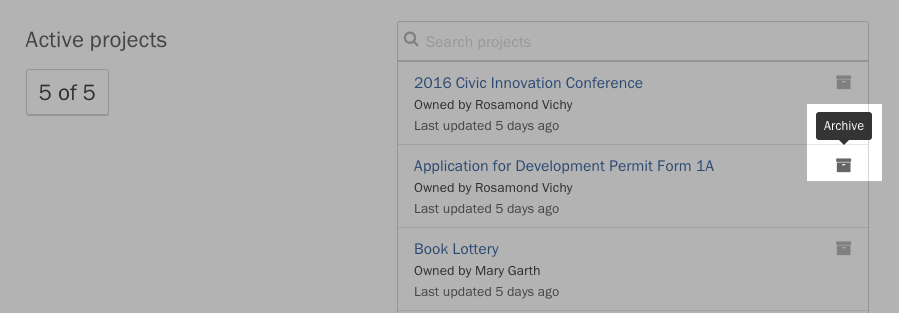 Active projects
5 of 5
Search projects
2016 Civic Innovation Conference
Owned by Rosamond Vichy
Last updated 5 days ago
Archive
Application for Development Permit Form 1A
Owned by Rosamond Vichy
Last updated 5 days ago
Book Lottery
Owned by Mary Garth
Last updated 5 days ago